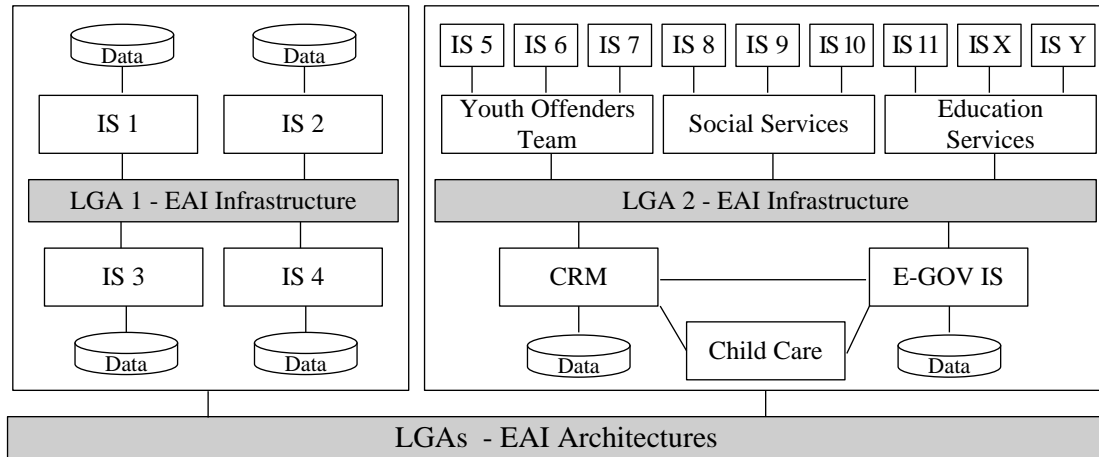 Data
Data
IS 1
IS 2
LGA 1 - EAI Infrastructure
IS 3
IS 4
Data
Data
IS 5
IS 6
IS 7
IS 8
IS 9
IS 10
IS 11
IS X
IS Y
Youth Offenders
Team
Social Services
Education
Services
LGA 2 - EAI Infrastructure
CRM
E-GOV IS
Child Care
Data
Data
LGAs - EAI Architectures